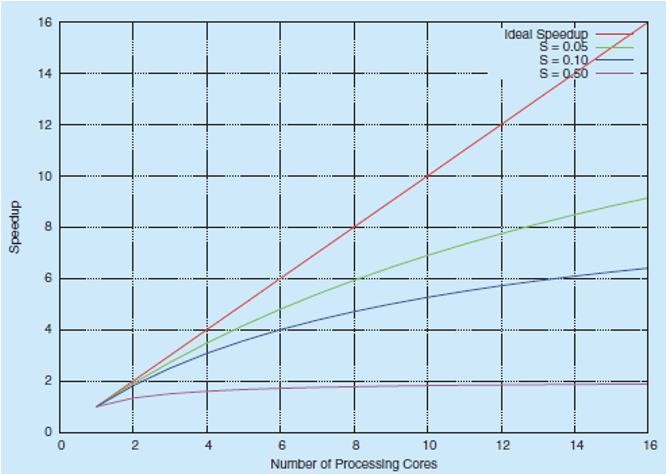 16
14
12
10
8
6
4
2
0
Speedup
Ideal Speedup
S = 0.05
S = 0.10
S = 0.50
0 2 4 6 8 10 12 14 16
Number of Processing Cores